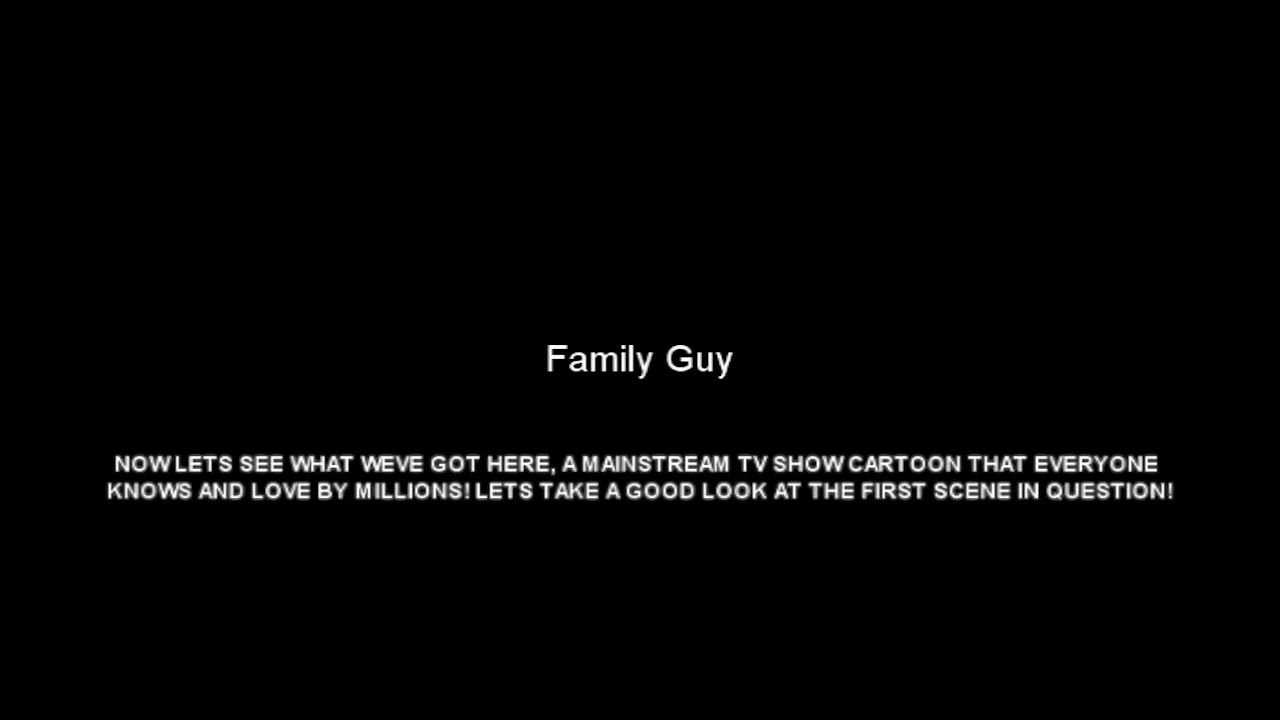 Family Guy
NOW LETS SEE WHAT WEVE GOT HERE, A MAINSTREAM TV SHOW CARTOON THAT EVERYONE
KNOWS AND LOVE BY MILLIONS! LETS TAKE A GOOD LOOK AT THE FIRST SCENE IN QUESTION!